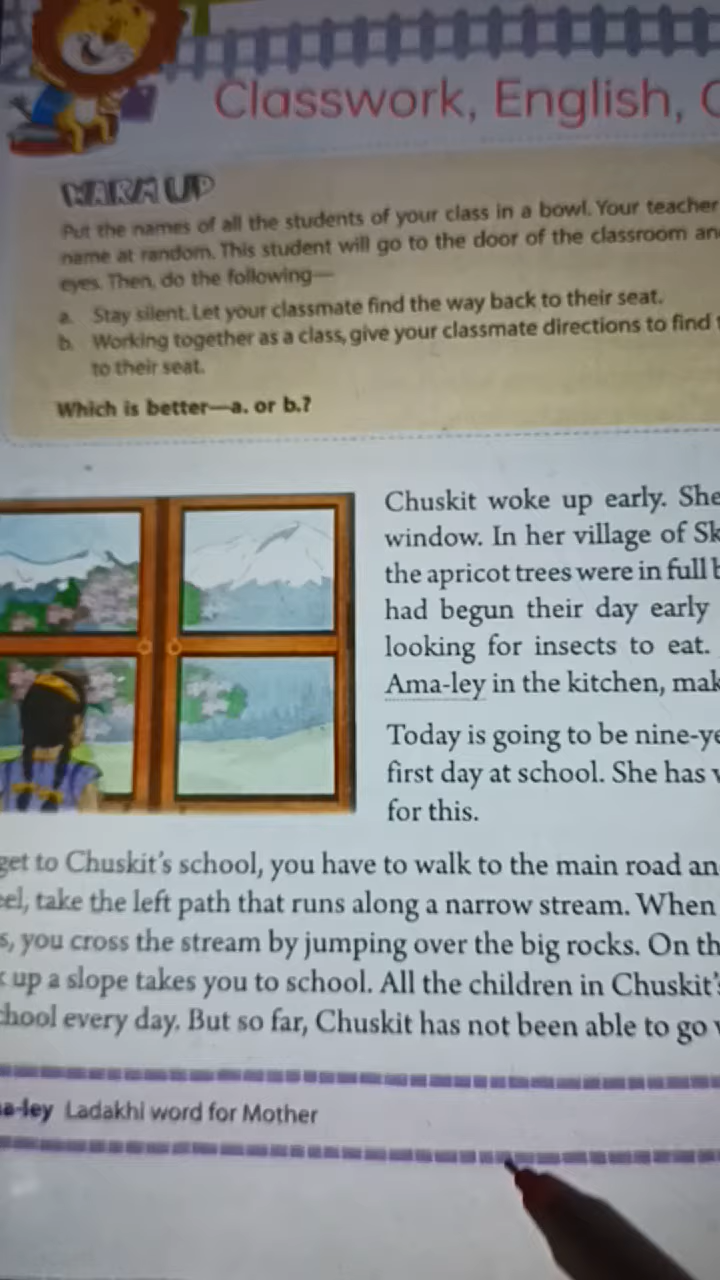 Classwork, English,
WARM UP
Put the names of all the students of your class in a bowl. Your teacher
name at random. This student will go to the door of the classroom an
eyes. Then, do the following—
a. Stay silent. Let your classmate find the way back to their seat.
b. Working together as a class, give your classmate directions to find
to their seat.
Which is better—a. or b.?
Chuskit woke up early. She
window. In her village of Sk
the apricot trees were in full b
had begun their day early
looking for insects to eat.
Ama-ley in the kitchen, mak
Today is going to be nine-ye
first day at school. She has
for this.
get to Chuskit's school, you have to walk to the main road an
eel, take the left path that runs along a narrow stream. When
s, you cross the stream by jumping over the big rocks. On th
up a slope takes you to school. All the children in Chuskit's
chool every day. But so far, Chuskit has not been able to go
a-ley Ladakhi word for Mother